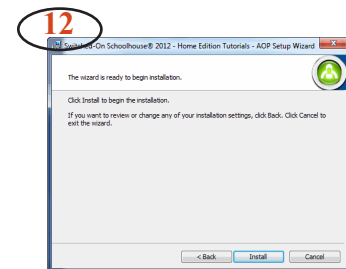 12
Switched-On Schoolhouse® 2012 - Home Edition Tutorials - AOP Setup Wizard
The wizard is ready to begin installation.
Click Install to begin the installation.
If you want to review or change any of your installation settings, click Back. Click Cancel to
exit the wizard.
< Back Install Cancel